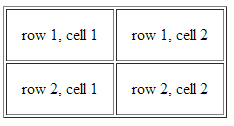 row 1, cell 1 row 1, cell 2
row 2, cell 1 row 2, cell 2